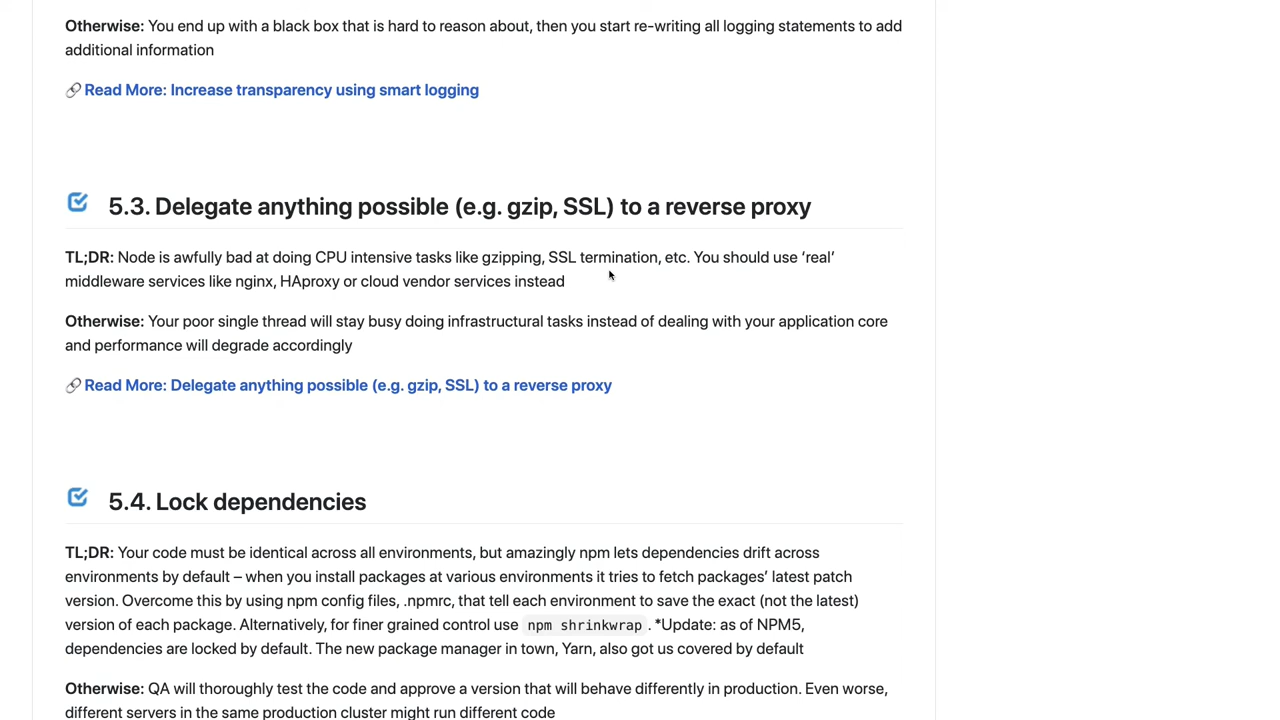 Otherwise: You end up with a black box that is hard to reason about, then you start re-writing all logging statements to add
additional information
Read More: Increase transparency using smart logging
5.3. Delegate anything possible (e.g. gzip, SSL) to a reverse proxy
TL;DR: Node is awfully bad at doing CPU intensive tasks like gzipping, SSL termination, etc. You should use ‘real’
middleware services like nginx, HAproxy or cloud vendor services instead
Otherwise: Your poor single thread will stay busy doing infrastructural tasks instead of dealing with your application core
and performance will degrade accordingly
Read More: Delegate anything possible (e.g. gzip, SSL) to a reverse proxy
5.4. Lock dependencies
TL;DR: Your code must be identical across all environments, but amazingly npm lets dependencies drift across
environments by default – when you install packages at various environments it tries to fetch packages’ latest patch
version. Overcome this by using npm config files, .npmrc, that tell each environment to save the exact (not the latest)
version of each package. Alternatively, for finer grained control use npm shrinkwrap. *Update: as of NPM5,
dependencies are locked by default. The new package manager in town, Yarn, also got us covered by default
Otherwise: QA will thoroughly test the code and approve a version that will behave differently in production. Even worse,
different servers in the same production cluster might run different code